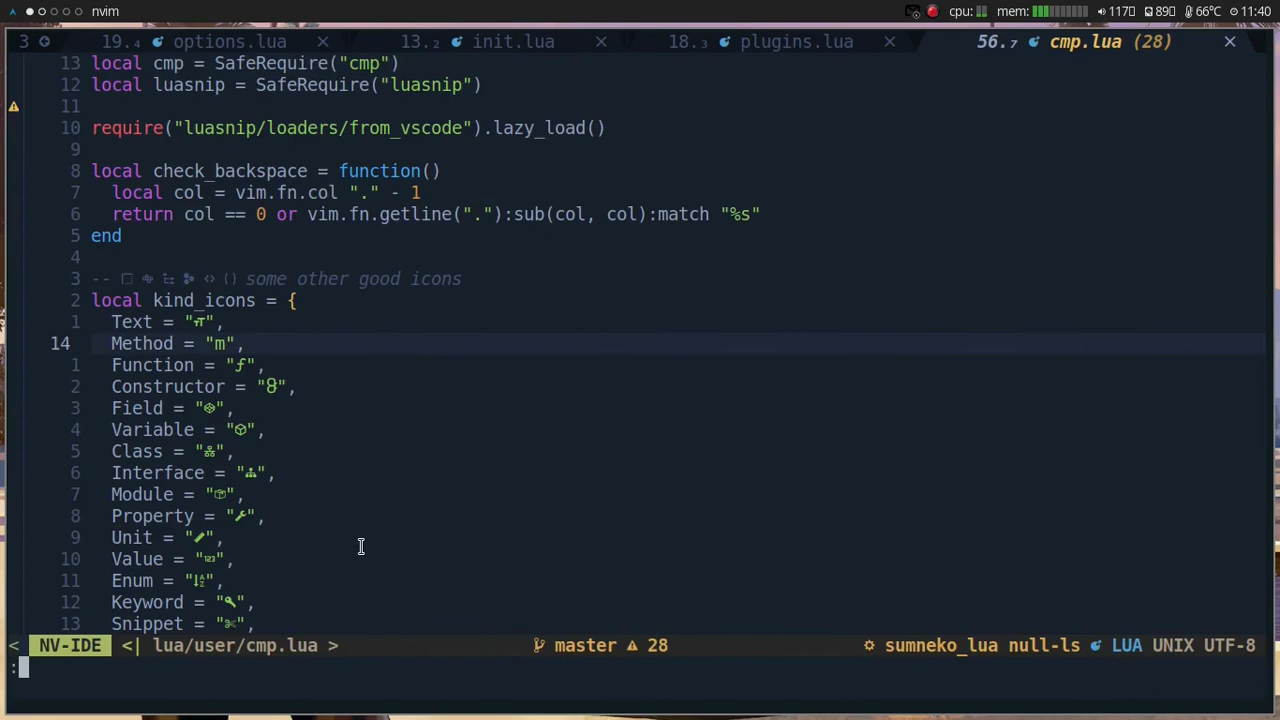 nvim cpu: mem: 117 89 66°C 11:40
3 19.4 options.lua 13.2 init.lua 18.3 plugins.lua 56.7 cmp.lua (28)
13 local cmp = SafeRequire("cmp")
12 local luasnip = SafeRequire("luasnip")
11
10 require("luasnip/loaders/from_vscode").lazy_load()
9
8 local check_backspace = function()
7 local col = vim.fn.col "." - 1
6 return col == 0 or vim.fn.getline("."):sub(col, col):match "%s"
5 end
4
3 -- some other good icons
2 local kind_icons = {
1 Text = "",
14 Method = "m",
1 Function = "ƒ",
2 Constructor = "",
3 Field = "",
4 Variable = "",
5 Class = "",
6 Interface = "",
7 Module = "",
8 Property = "",
9 Unit = "",
10 Value = "",
11 Enum = "",
12 Keyword = "",
13 Snippet = "",
< NV-IDE <| lua/user/cmp.lua > master 28 sumneko_lua null-ls LUA UNIX UTF-8
: